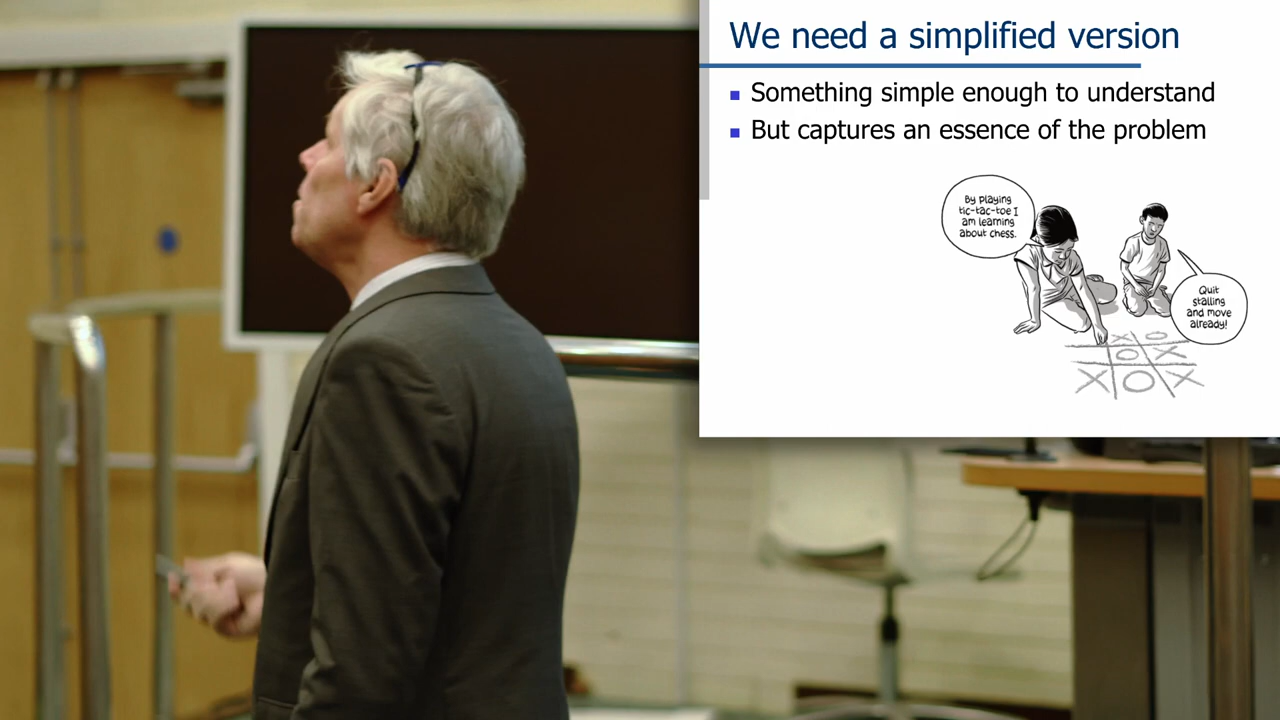 We need a simplified version
Something simple enough to understand
But captures an essence of the problem
By playing
tic-tac-toe I
am learning
about chess.
Quit
stalling
and move
already!
X O
O X
X O X